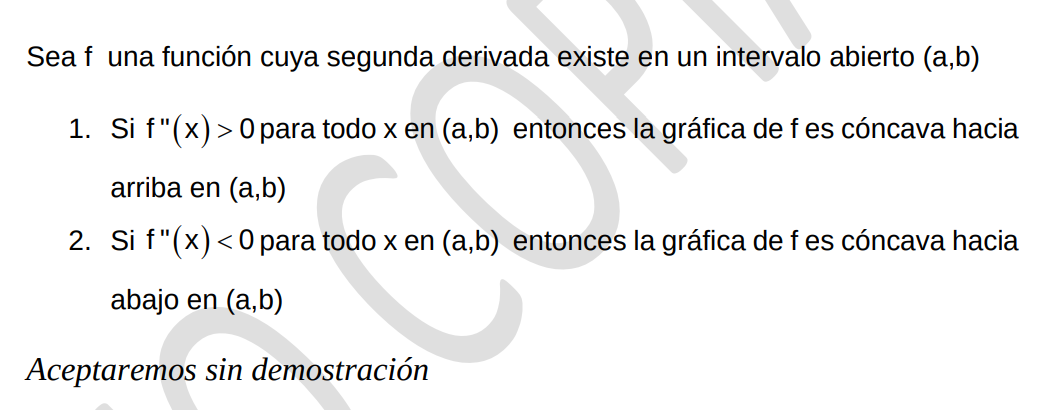 Sea f una función cuya segunda derivada existe en un intervalo abierto (a,b)
1. Si f "(x) > 0 para todo x en (a,b) entonces la gráfica de f es cóncava hacia
arriba en (a,b)
2. Si f "(x) < 0 para todo x en (a,b) entonces la gráfica de f es cóncava hacia
abajo en (a,b)
Aceptaremos sin demostración